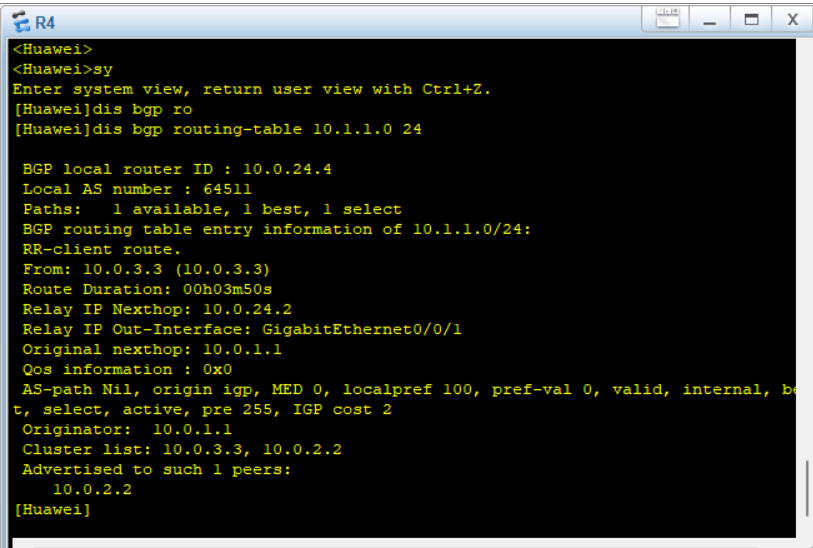 R4
<Huawei>
<Huawei>sy
Enter system view, return user view with Ctrl+Z.
[Huawei]dis bgp ro
[Huawei]dis bgp routing-table 10.1.1.0 24
BGP local router ID : 10.0.24.4
Local AS number : 64511
Paths:   1 available, 1 best, 1 select
BGP routing table entry information of 10.1.1.0/24:
RR-client route.
From: 10.0.3.3 (10.0.3.3)
Route Duration: 00h03m50s
Relay IP Nexthop: 10.0.24.2
Relay IP Out-Interface: GigabitEthernet0/0/1
Original nexthop: 10.0.1.1
Qos information : 0x0
AS-path Nil, origin igp, MED 0, localpref 100, pref-val 0, valid, internal, be
t, select, active, pre 255, IGP cost 2
Originator:  10.0.1.1
Cluster list: 10.0.3.3, 10.0.2.2
Advertised to such 1 peers:
10.0.2.2
[Huawei]